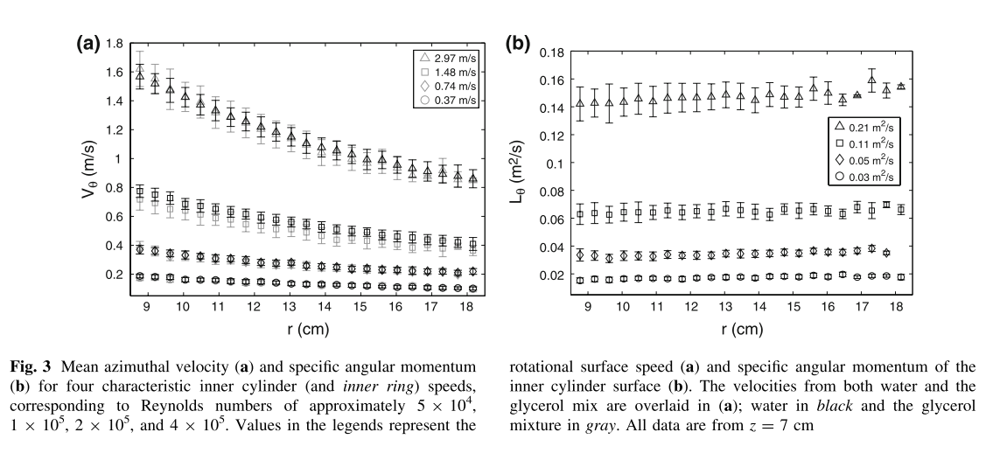 (a)
1.8
1.6
1.4
1.2
1
0.8
0.6
0.4
0.2
V_θ (m/s)
9 10 11 12 13 14 15 16 17 18
r (cm)
2.97 m/s
1.48 m/s
0.74 m/s
0.37 m/s
(b)
0.18
0.16
0.14
0.12
0.1
0.08
0.06
0.04
0.02
L_θ (m²/s)
9 10 11 12 13 14 15 16 17 18
r (cm)
0.21 m²/s
0.11 m²/s
0.05 m²/s
0.03 m²/s
Fig. 3 Mean azimuthal velocity (a) and specific angular momentum
(b) for four characteristic inner cylinder (and inner ring) speeds,
corresponding to Reynolds numbers of approximately 5 × 10⁴,
1 × 10⁵, 2 × 10⁵, and 4 × 10⁵. Values in the legends represent the
rotational surface speed (a) and specific angular momentum of the
inner cylinder surface (b). The velocities from both water and the
glycerol mix are overlaid in (a); water in black and the glycerol
mixture in gray. All data are from z = 7 cm